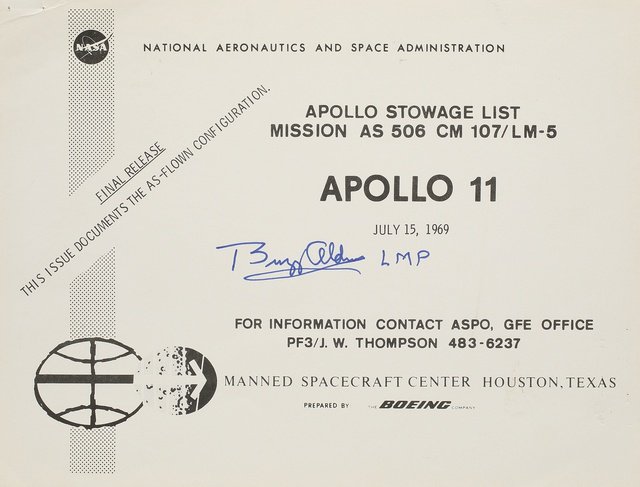 NASA
NATIONAL AERONAUTICS AND SPACE ADMINISTRATION
APOLLO STOWAGE LIST
MISSION AS 506 CM 107/LM-5
FINAL RELEASE
THIS ISSUE DOCUMENTS THE AS-FLOWN CONFIGURATION.
APOLLO 11
JULY 15, 1969
Buzz Aldrin LMP
FOR INFORMATION CONTACT ASPO, GFE OFFICE
PF3/J. W. THOMPSON 483-6237
MANNED SPACECRAFT CENTER HOUSTON, TEXAS
PREPARED BY THE BOEING COMPANY